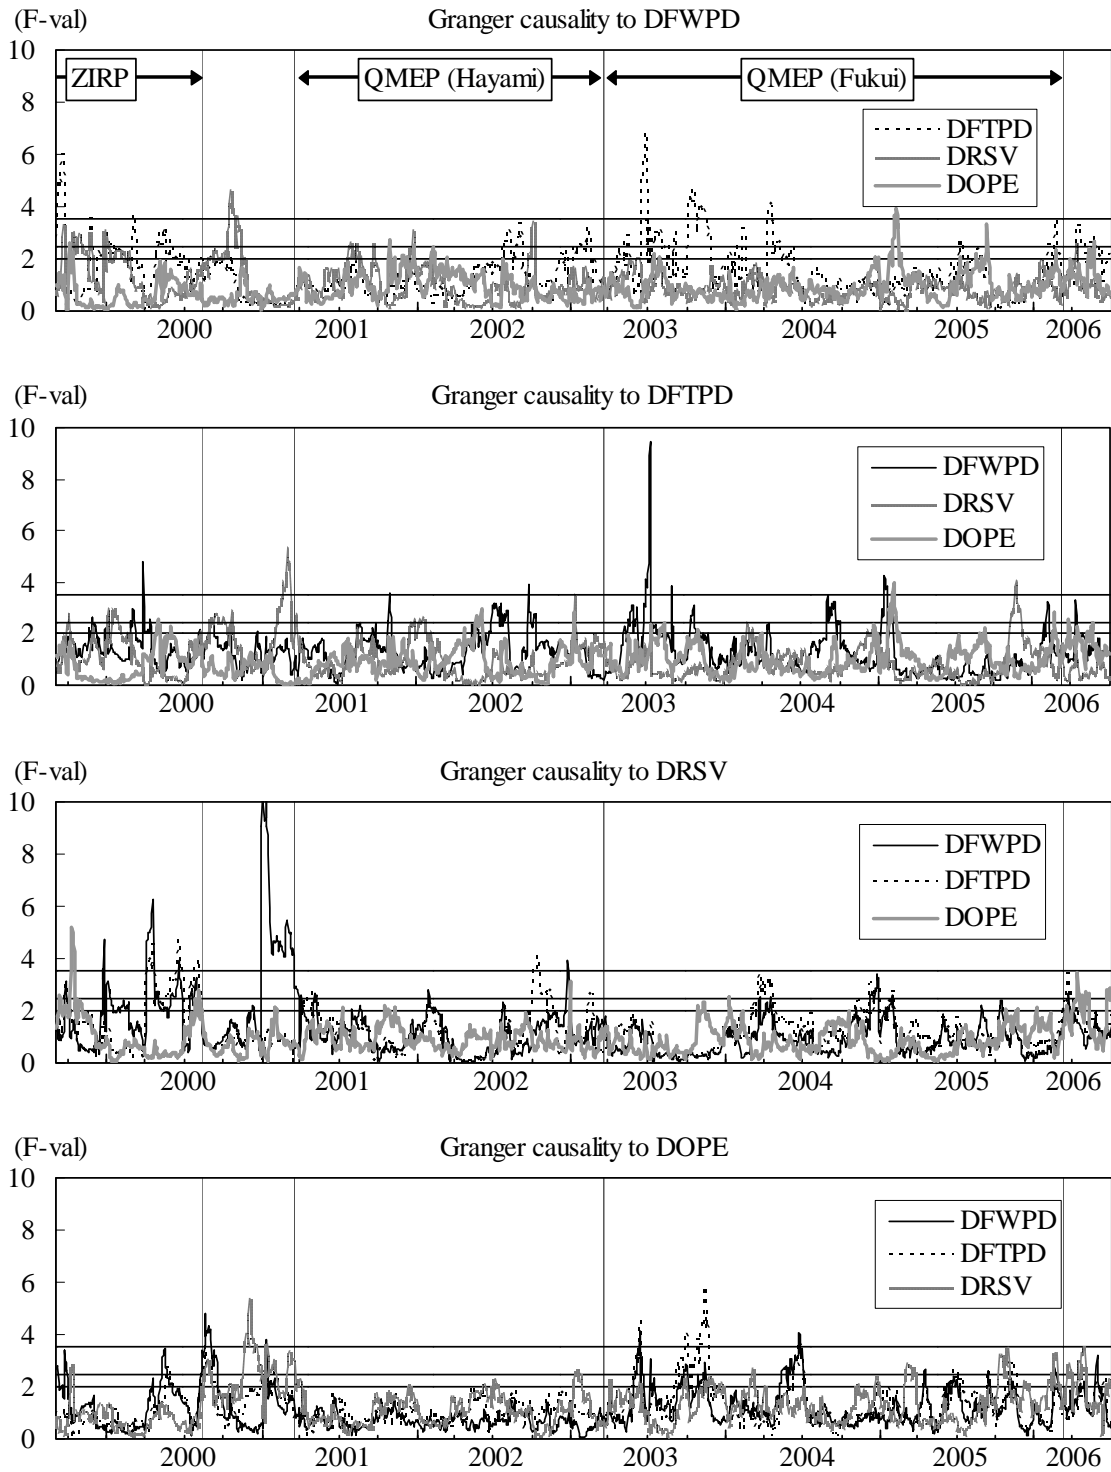 (F-val) Granger causality to DFWPD
10
ZIRP QMEP (Hayami) QMEP (Fukui)
8
DFTPD
6
DRSV
DOPE
4
2
0
2000 2001 2002 2003 2004 2005 2006
(F-val) Granger causality to DFTPD
10
DFWPD
8
DRSV
6
DOPE
4
2
0
2000 2001 2002 2003 2004 2005 2006
(F-val) Granger causality to DRSV
10
DFWPD
8
DFTPD
6
DOPE
4
2
0
2000 2001 2002 2003 2004 2005 2006
(F-val) Granger causality to DOPE
10
DFWPD
8
DFTPD
DRSV
6
4
2
0
2000 2001 2002 2003 2004 2005 2006